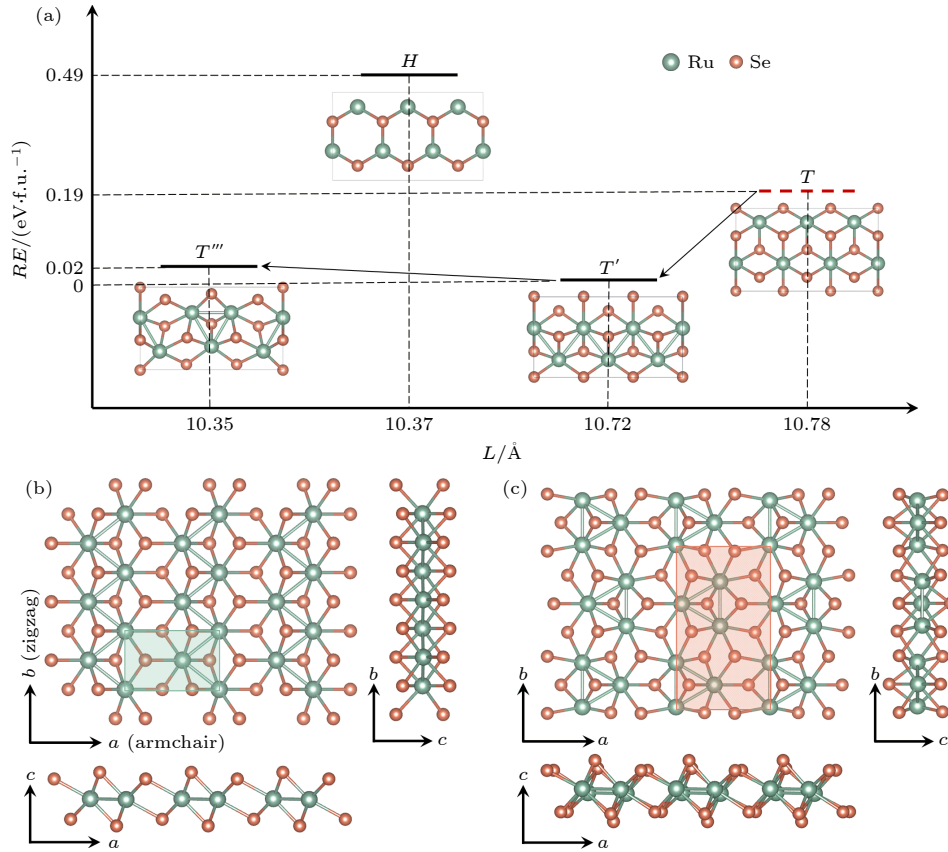 (a)
H
Ru
Se
0.49
T
0.19
RE/(eV·f.u.⁻¹)
T‴
T′
0.02
0
10.35
10.37
10.72
10.78
L/Å
(b)
(c)
b (zigzag)
a (armchair)
b
c
b
a
b
c
c
a
c
a